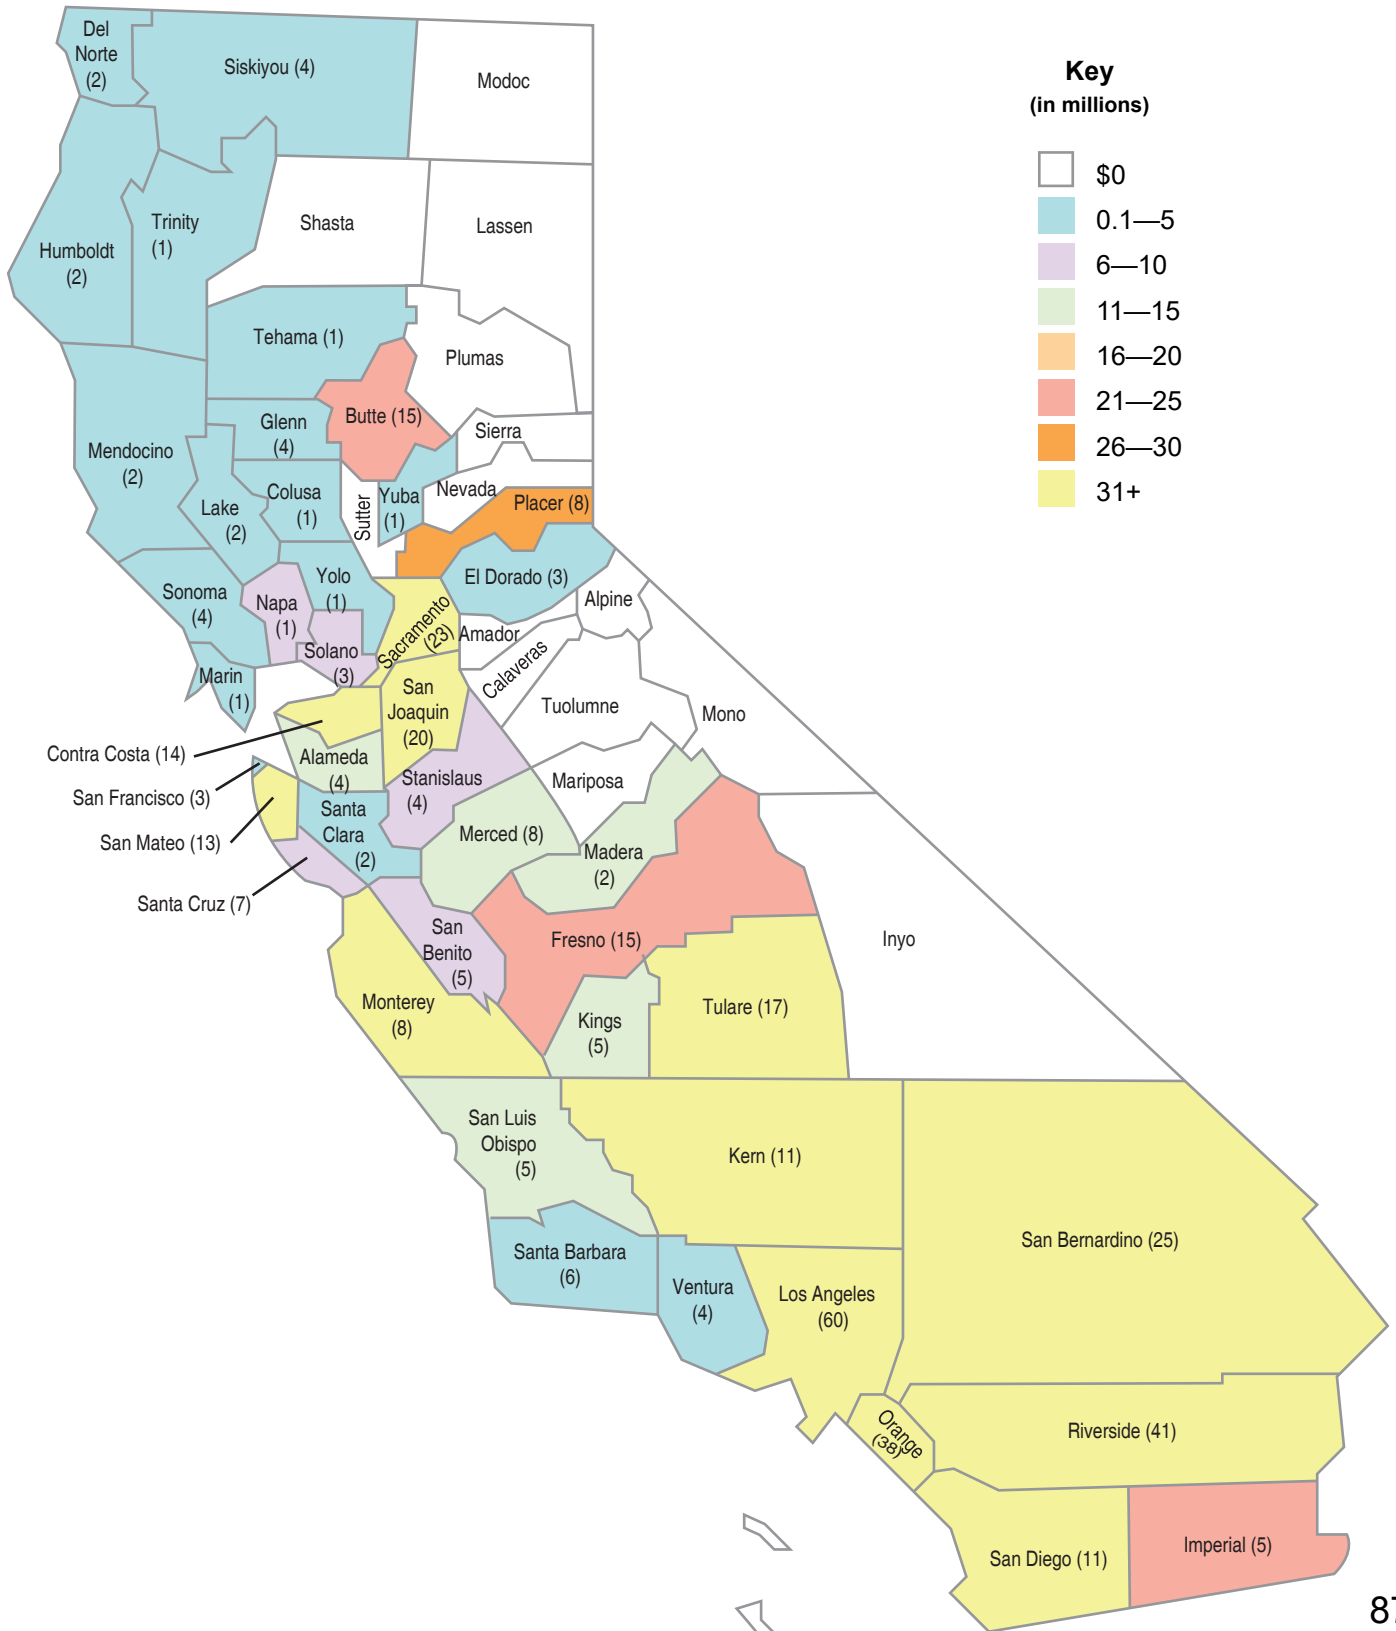 Del
Norte
(2)
Siskiyou (4)
Modoc
Key
(in millions)
$0
0.1—5
6—10
11—15
16—20
21—25
26—30
31+
Humboldt
(2)
Trinity
(1)
Shasta
Lassen
Tehama (1)
Plumas
Butte (15)
Glenn
(4)
Sierra
Mendocino
(2)
Lake
(2)
Colusa
(1)
Sutter
Yuba
(1)
Nevada
Placer (8)
Sonoma
(4)
Napa
(1)
Yolo
(1)
El Dorado (3)
Alpine
Solano
(3)
Sacramento
(23)
Amador
Calaveras
Marin
(1)
San
Joaquin
(20)
Tuolumne
Mono
Contra Costa (14)
Alameda
(4)
Stanislaus
(4)
Mariposa
San Francisco (3)
Santa
Clara
(2)
San Mateo (13)
Merced (8)
Madera
(2)
Santa Cruz (7)
San
Benito
(5)
Fresno (15)
Inyo
Monterey
(8)
Kings
(5)
Tulare (17)
San Luis
Obispo
(5)
Kern (11)
San Bernardino (25)
Santa Barbara
(6)
Ventura
(4)
Los Angeles
(60)
Orange
(38)
Riverside (41)
San Diego (11)
Imperial (5)